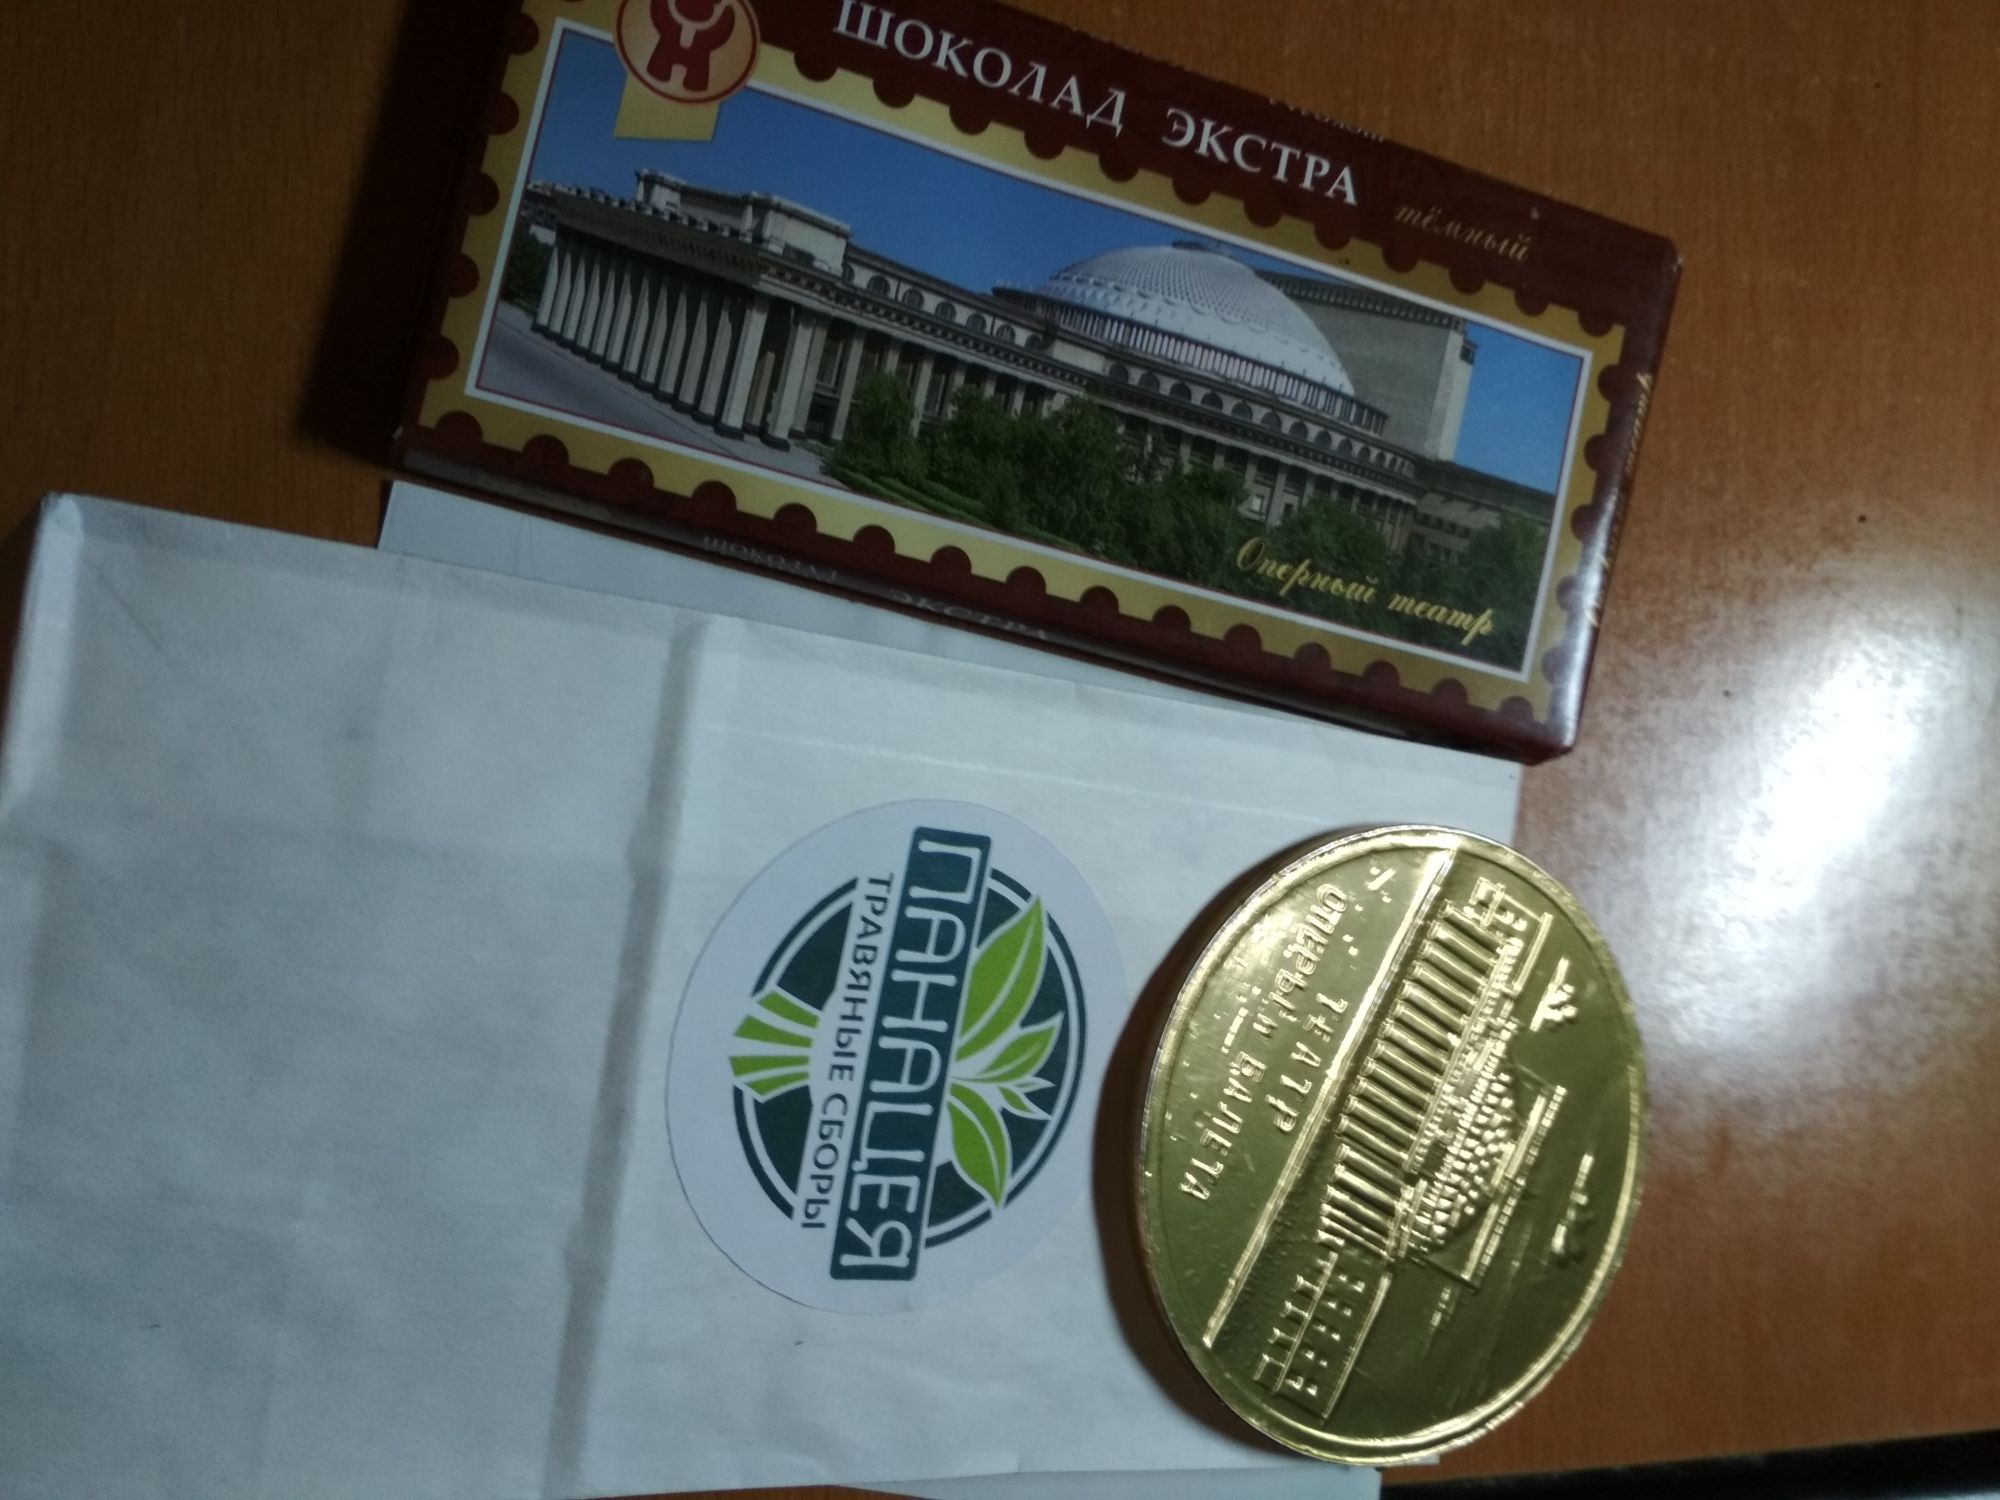 ШОКОЛАД ЭКСТРА
тёмный
Оперный театр
ШОКОЛАД ЭКСТРА
ПАНАЦЕЯ
ТРАВЯНЫЕ СБОРЫ
ТЕАТР
ОПЕРЫ И БАЛЕТА